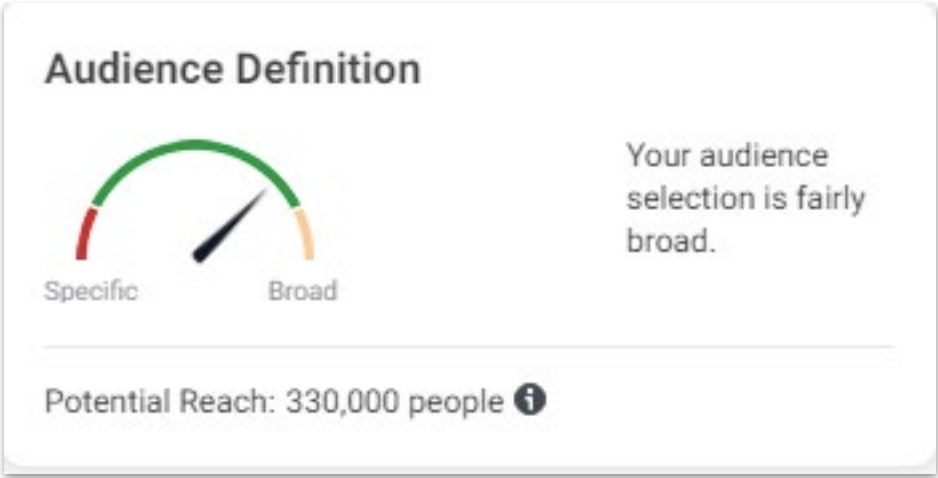 Audience Definition
Your audience
selection is fairly
broad.
Specific
Broad
Potential Reach: 330,000 people